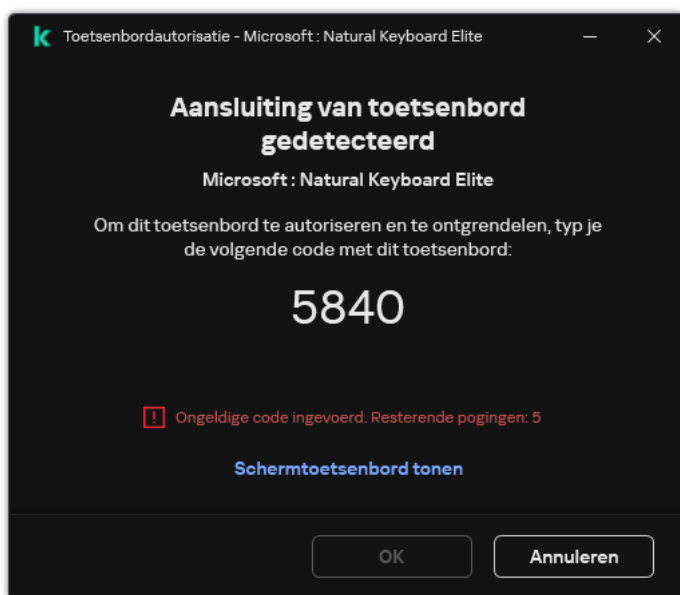 Toetsenbordautorisatie - Microsoft : Natural Keyboard Elite
Aansluiting van toetsenbord
gedetecteerd
Microsoft : Natural Keyboard Elite
Om dit toetsenbord te autoriseren en te ontgrendelen, typ je
de volgende code met dit toetsenbord:
5840
Ongeldige code ingevoerd. Resterende pogingen: 5
Schermtoetsenbord tonen
OK
Annuleren